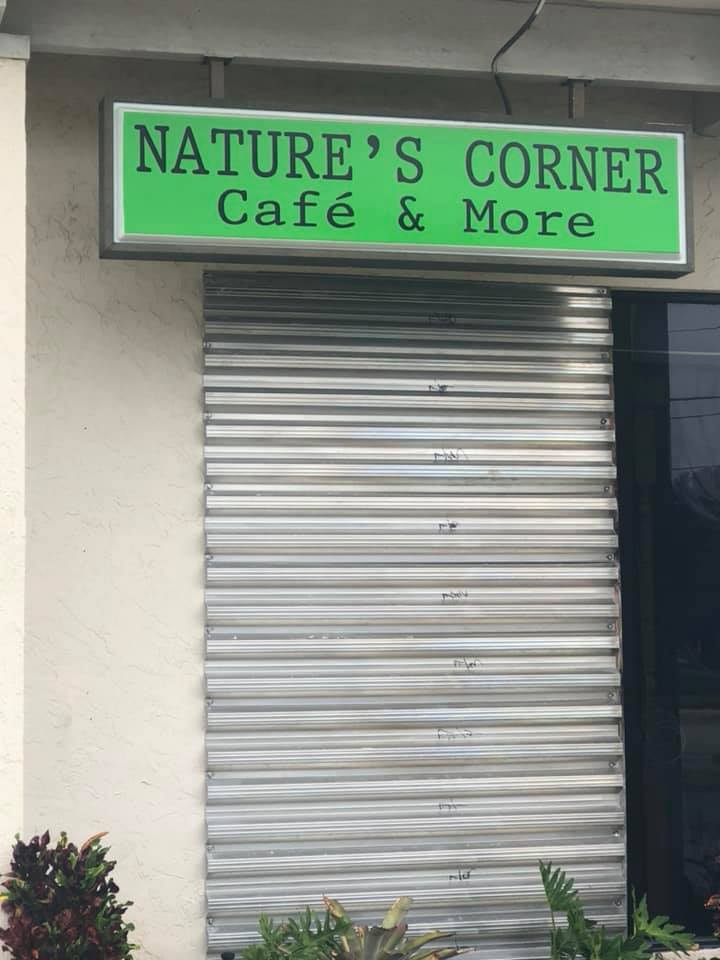 NATURE'S CORNER
Café & More